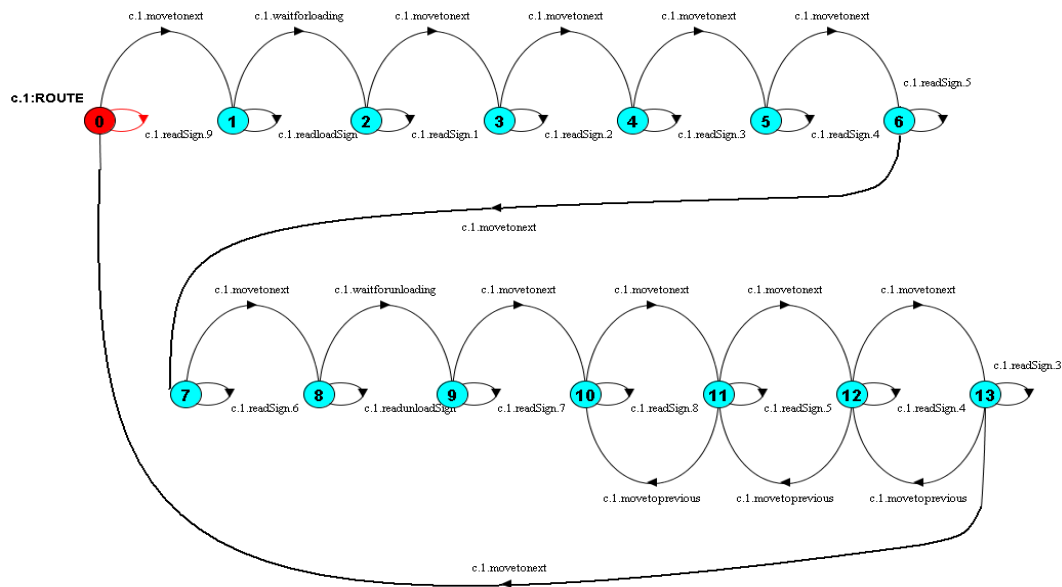 c.1.movetonext
c.1.waitforloading
c.1.movetonext
c.1.movetonext
c.1.movetonext
c.1.movetonext
c.1.readSign.5
c.1:ROUTE
0
1
2
3
4
5
6
c.1.readSign.9
c.1.readloadSign
c.1.readSign.1
c.1.readSign.2
c.1.readSign.3
c.1.readSign.4
c.1.movetonext
c.1.movetonext
c.1.waitforunloading
c.1.movetonext
c.1.movetonext
c.1.movetonext
c.1.movetonext
c.1.readSign.3
7
8
9
10
11
12
13
c.1.readSign.6
c.1.readunloadSign
c.1.readSign.7
c.1.readSign.8
c.1.readSign.5
c.1.readSign.4
c.1.movetoprevious
c.1.movetoprevious
c.1.movetoprevious
c.1.movetonext